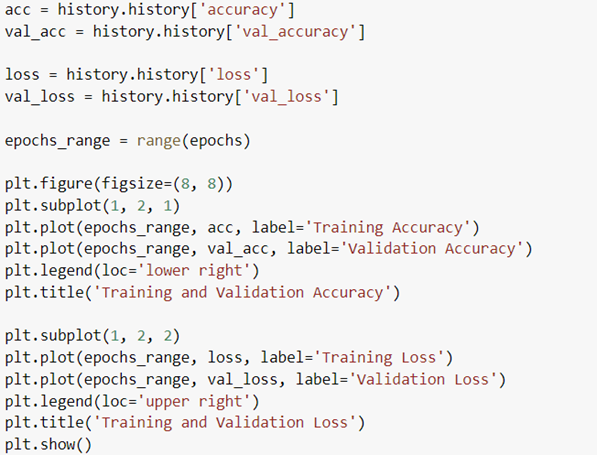 acc = history.history['accuracy']
val_acc = history.history['val_accuracy']
loss = history.history['loss']
val_loss = history.history['val_loss']
epochs_range = range(epochs)
plt.figure(figsize=(8, 8))
plt.subplot(1, 2, 1)
plt.plot(epochs_range, acc, label='Training Accuracy')
plt.plot(epochs_range, val_acc, label='Validation Accuracy')
plt.legend(loc='lower right')
plt.title('Training and Validation Accuracy')
plt.subplot(1, 2, 2)
plt.plot(epochs_range, loss, label='Training Loss')
plt.plot(epochs_range, val_loss, label='Validation Loss')
plt.legend(loc='upper right')
plt.title('Training and Validation Loss')
plt.show()